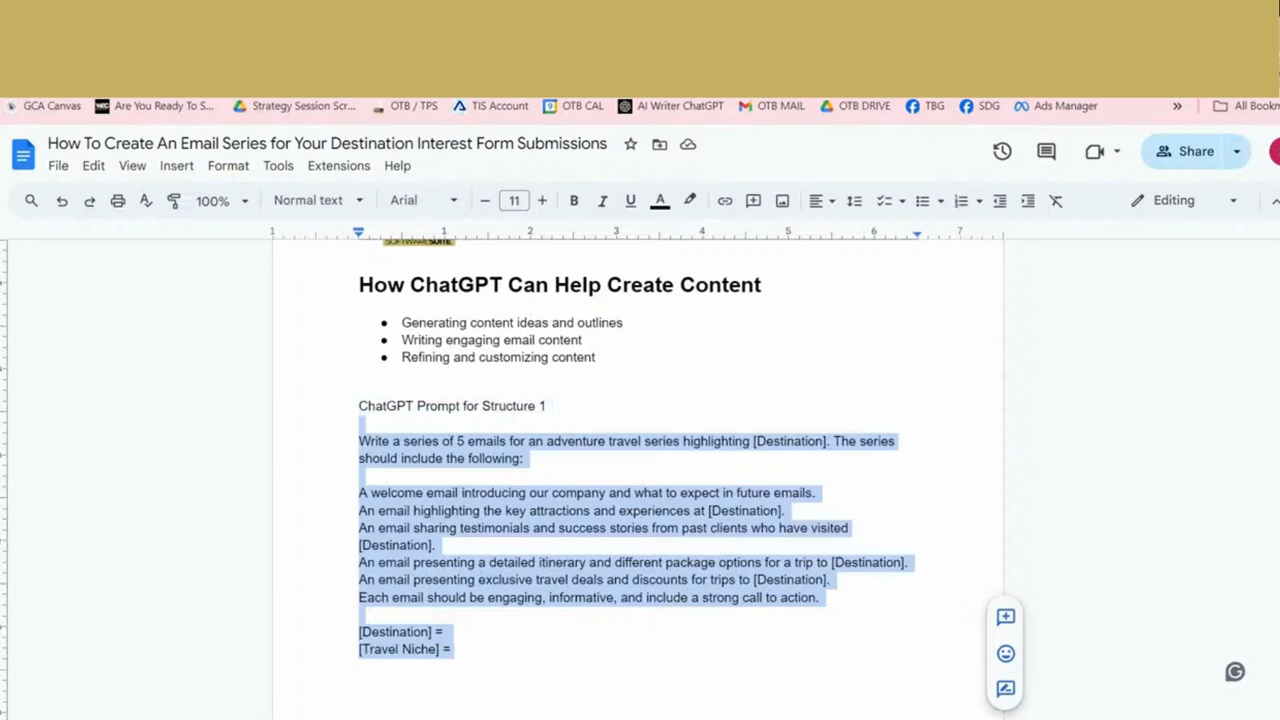 GCA Canvas Are You Ready To S... Strategy Session Scr... OTB / TPS TIS Account OTB CAL AI Writer ChatGPT OTB MAIL OTB DRIVE TBG SDG Ads Manager » All Bookm
How To Create An Email Series for Your Destination Interest Form Submissions
File Edit View Insert Format Tools Extensions Help
Share
100% Normal text Arial 11 Editing
1 1 2 3 4 5 6 7
SOFTWARESUITE
How ChatGPT Can Help Create Content
● Generating content ideas and outlines
● Writing engaging email content
● Refining and customizing content
ChatGPT Prompt for Structure 1
Write a series of 5 emails for an adventure travel series highlighting [Destination]. The series
should include the following:
A welcome email introducing our company and what to expect in future emails.
An email highlighting the key attractions and experiences at [Destination].
An email sharing testimonials and success stories from past clients who have visited
[Destination].
An email presenting a detailed itinerary and different package options for a trip to [Destination].
An email presenting exclusive travel deals and discounts for trips to [Destination].
Each email should be engaging, informative, and include a strong call to action.
[Destination] =
[Travel Niche] =